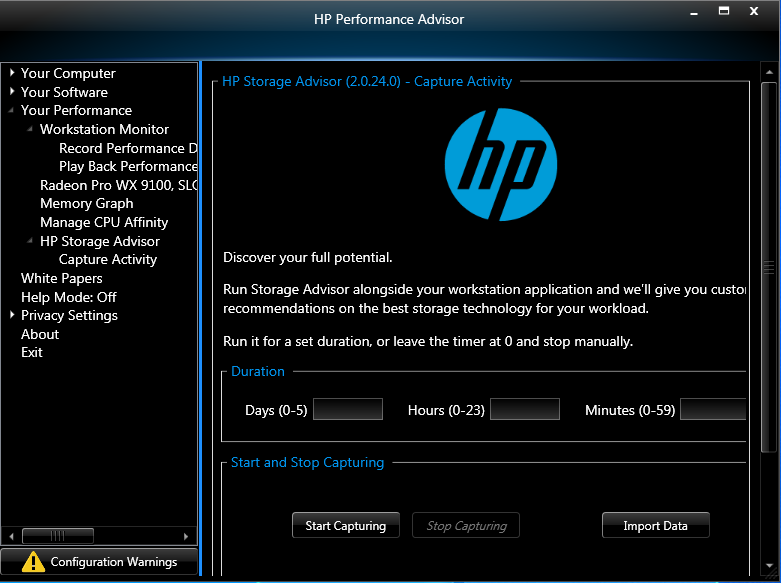 HP Performance Advisor
Your Computer
Your Software
Your Performance
Workstation Monitor
Record Performance D
Play Back Performance
Radeon Pro WX 9100, SLO
Memory Graph
Manage CPU Affinity
HP Storage Advisor
Capture Activity
White Papers
Help Mode: Off
Privacy Settings
About
Exit
Configuration Warnings
HP Storage Advisor (2.0.24.0) - Capture Activity
hp
Discover your full potential.
Run Storage Advisor alongside your workstation application and we'll give you custo
recommendations on the best storage technology for your workload.
Run it for a set duration, or leave the timer at 0 and stop manually.
Duration
Days (0-5) Hours (0-23) Minutes (0-59)
Start and Stop Capturing
Start Capturing Stop Capturing Import Data